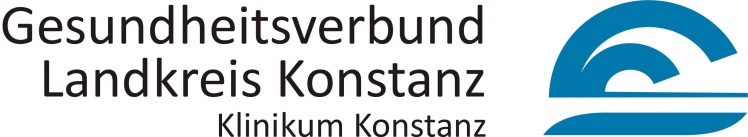 Gesundheitsverbund
Landkreis Konstanz
Klinikum Konstanz